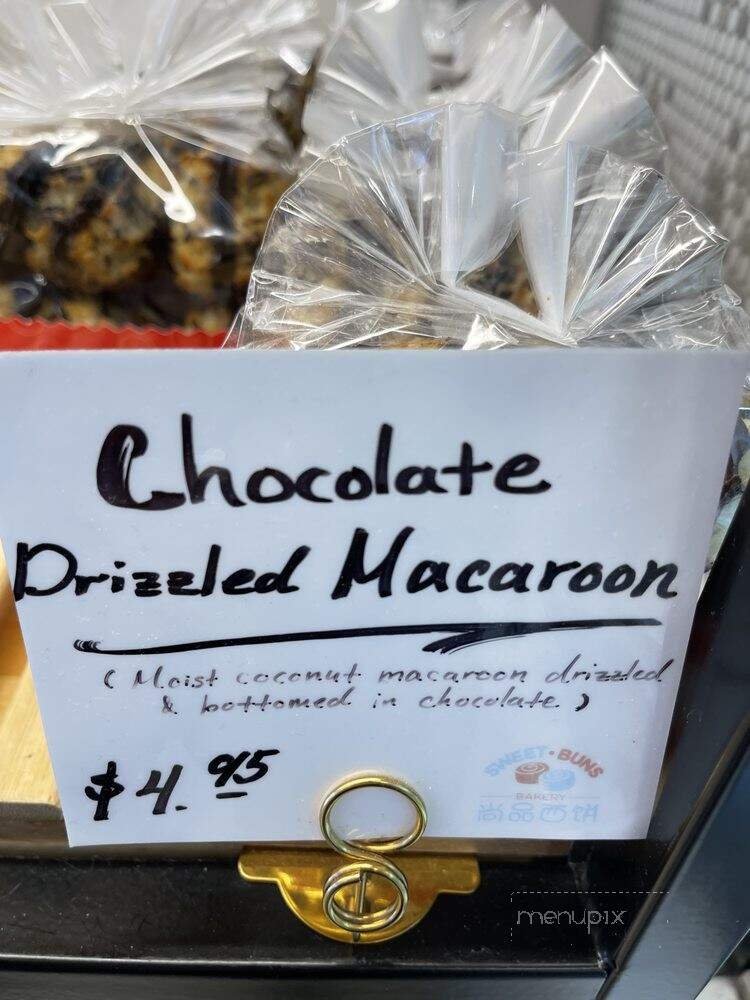 Chocolate
Drizzled Macaroon
( Moist coconut macaroon drizzled
& bottomed in chocolate )
$4.95
SWEET·BUNS
BAKERY
尚品西饼
menupix